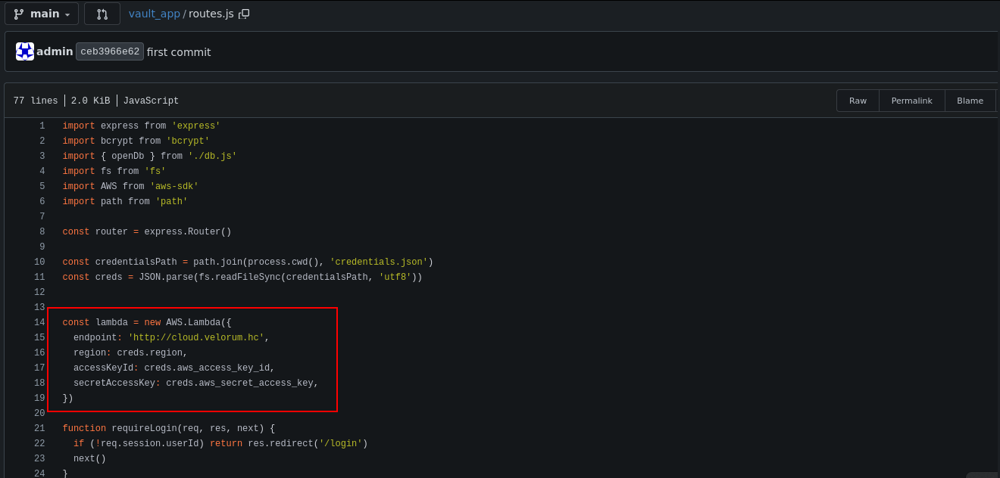 main
vault_app/routes.js
admin ceb3966e62 first commit
77 lines | 2.0 KiB | JavaScript
Raw Permalink Blame
1 import express from 'express'
2 import bcrypt from 'bcrypt'
3 import { openDb } from './db.js'
4 import fs from 'fs'
5 import AWS from 'aws-sdk'
6 import path from 'path'
7
8 const router = express.Router()
9
10 const credentialsPath = path.join(process.cwd(), 'credentials.json')
11 const creds = JSON.parse(fs.readFileSync(credentialsPath, 'utf8'))
12
13
14 const lambda = new AWS.Lambda({
15   endpoint: 'http://cloud.velorum.hc',
16   region: creds.region,
17   accessKeyId: creds.aws_access_key_id,
18   secretAccessKey: creds.aws_secret_access_key,
19 })
20
21 function requireLogin(req, res, next) {
22   if (!req.session.userId) return res.redirect('/login')
23   next()
24 }